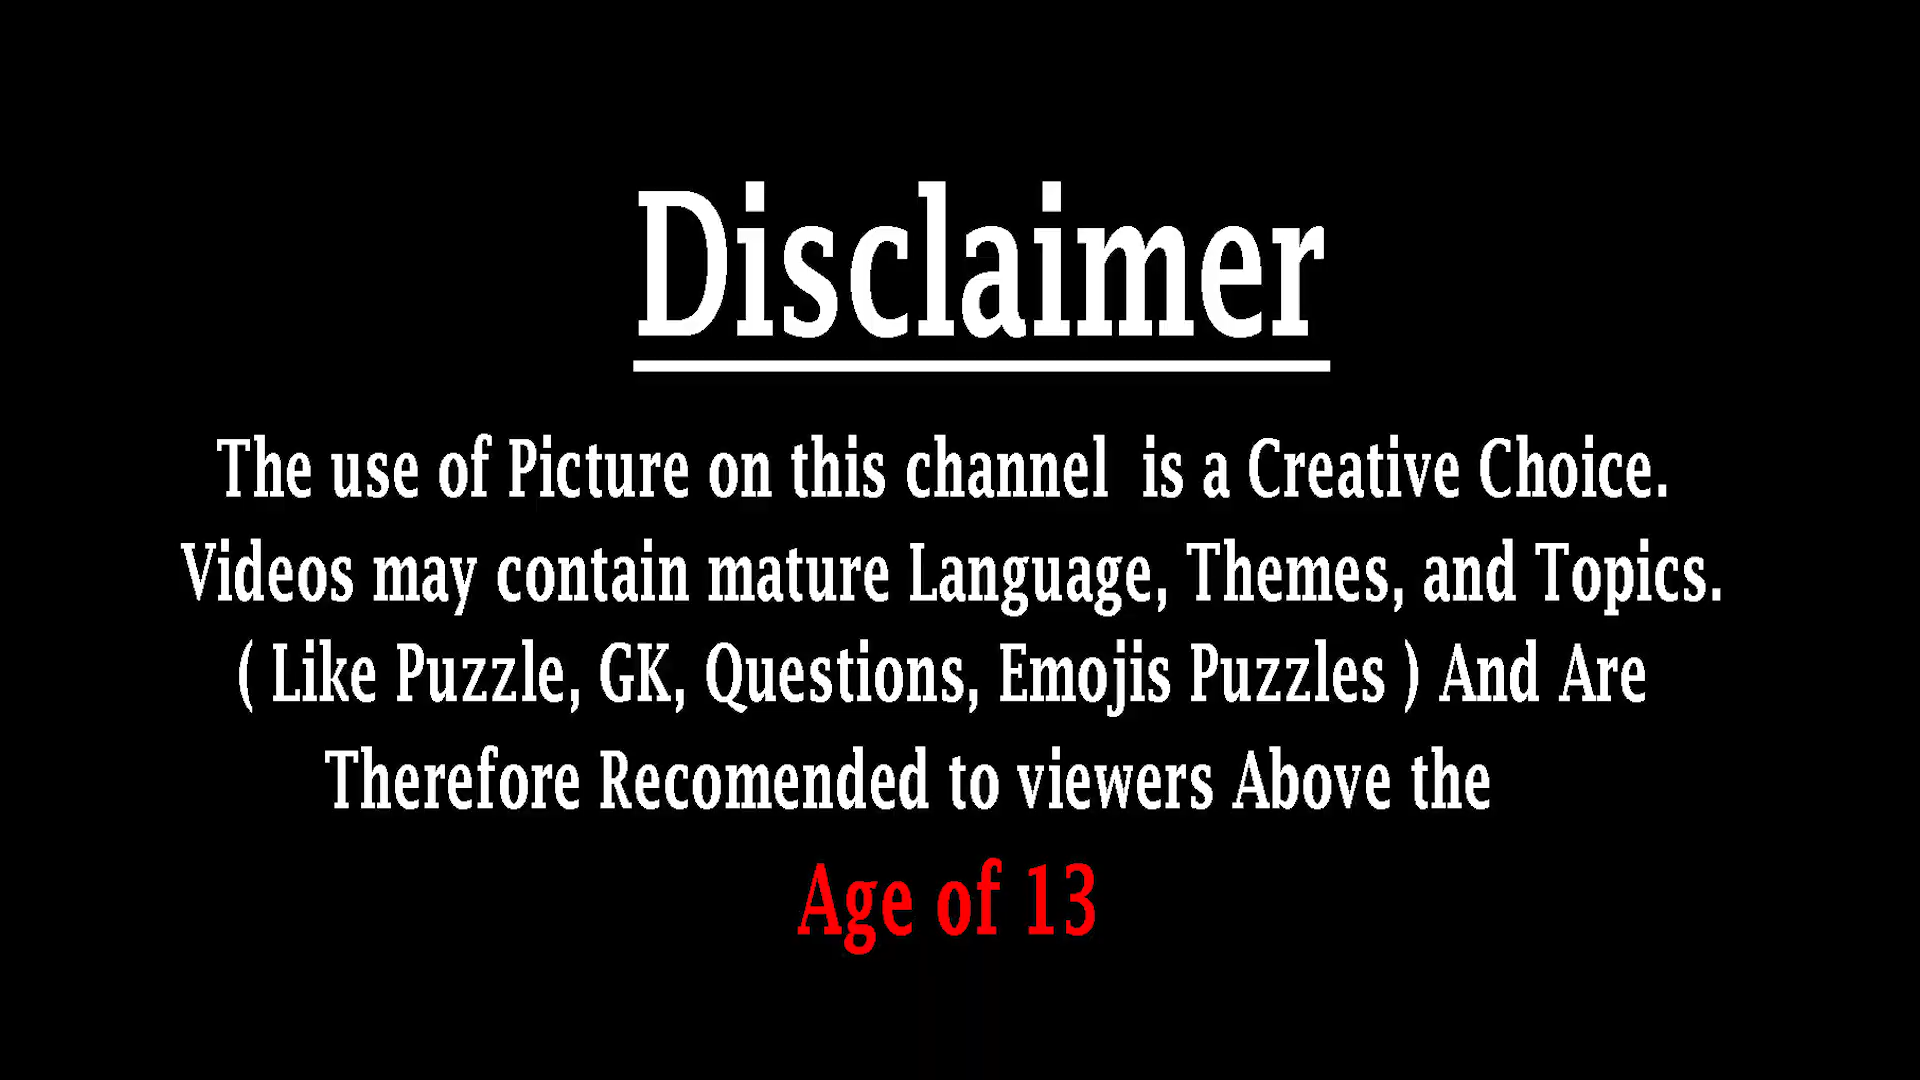 Disclaimer
The use of Picture on this channel is a Creative Choice.
Videos may contain mature Language, Themes, and Topics.
( Like Puzzle, GK, Questions, Emojis Puzzles ) And Are
Therefore Recomended to viewers Above the
Age of 13